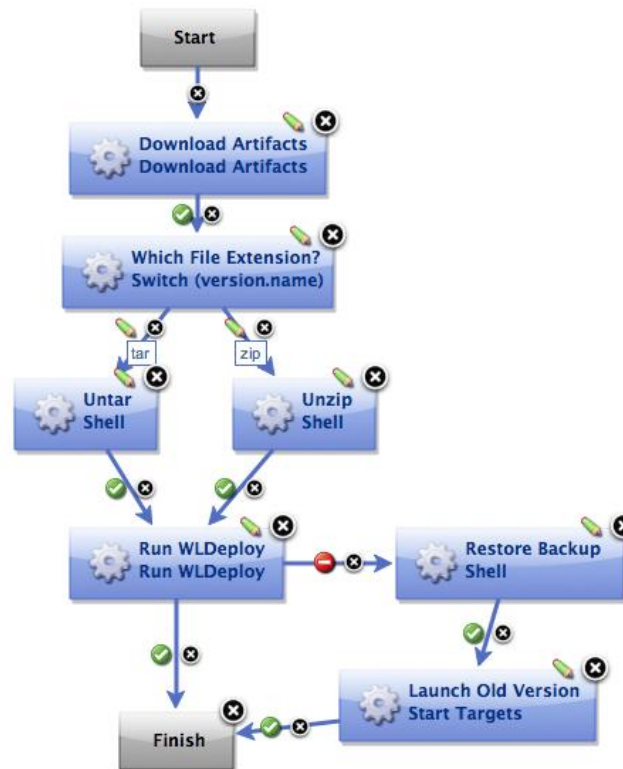 Start
Download Artifacts
Download Artifacts
Which File Extension?
Switch (version.name)
tar
zip
Untar
Shell
Unzip
Shell
Run WLDeploy
Run WLDeploy
Restore Backup
Shell
Launch Old Version
Start Targets
Finish